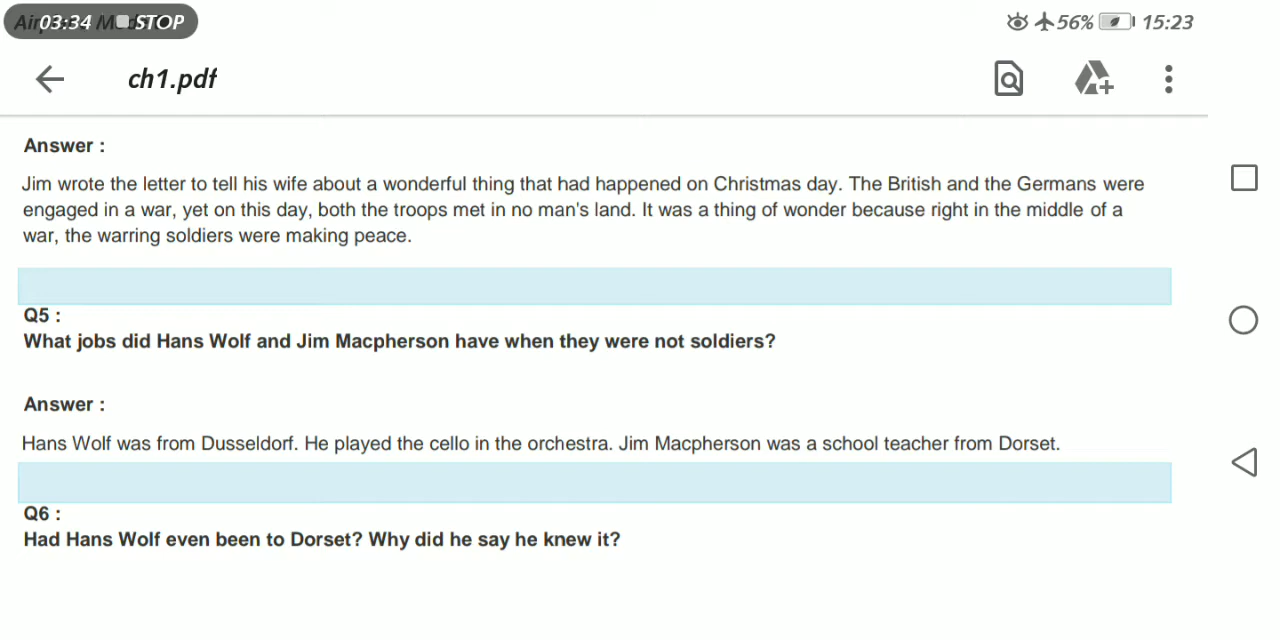 03:34 STOP
56% 15:23
ch1.pdf
Answer :
Jim wrote the letter to tell his wife about a wonderful thing that had happened on Christmas day. The British and the Germans were
engaged in a war, yet on this day, both the troops met in no man's land. It was a thing of wonder because right in the middle of a
war, the warring soldiers were making peace.
Q5 :
What jobs did Hans Wolf and Jim Macpherson have when they were not soldiers?
Answer :
Hans Wolf was from Dusseldorf. He played the cello in the orchestra. Jim Macpherson was a school teacher from Dorset.
Q6 :
Had Hans Wolf even been to Dorset? Why did he say he knew it?